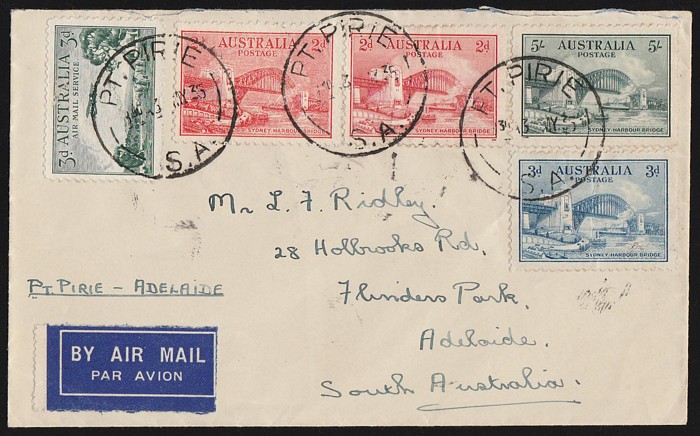 3d AUSTRALIA 3d
AIR MAIL SERVICE
2d AUSTRALIA 2d
POSTAGE
SYDNEY HARBOUR BRIDGE
2d AUSTRALIA 2d
POSTAGE
SYDNEY HARBOUR BRIDGE
5/- AUSTRALIA 5/-
POSTAGE
SYDNEY HARBOUR BRIDGE
3d AUSTRALIA 3d
POSTAGE
SYDNEY HARBOUR BRIDGE
PT. PIRIE
S.A.
PT. PIRIE
S.A.
PT. PIRIE
S.A.
Mr L. F. Ridley.
28 Holbrooks Rd.
Flinders Park.
Adelaide.
South Australia.
PT. PIRIE - ADELAIDE
BY AIR MAIL
PAR AVION